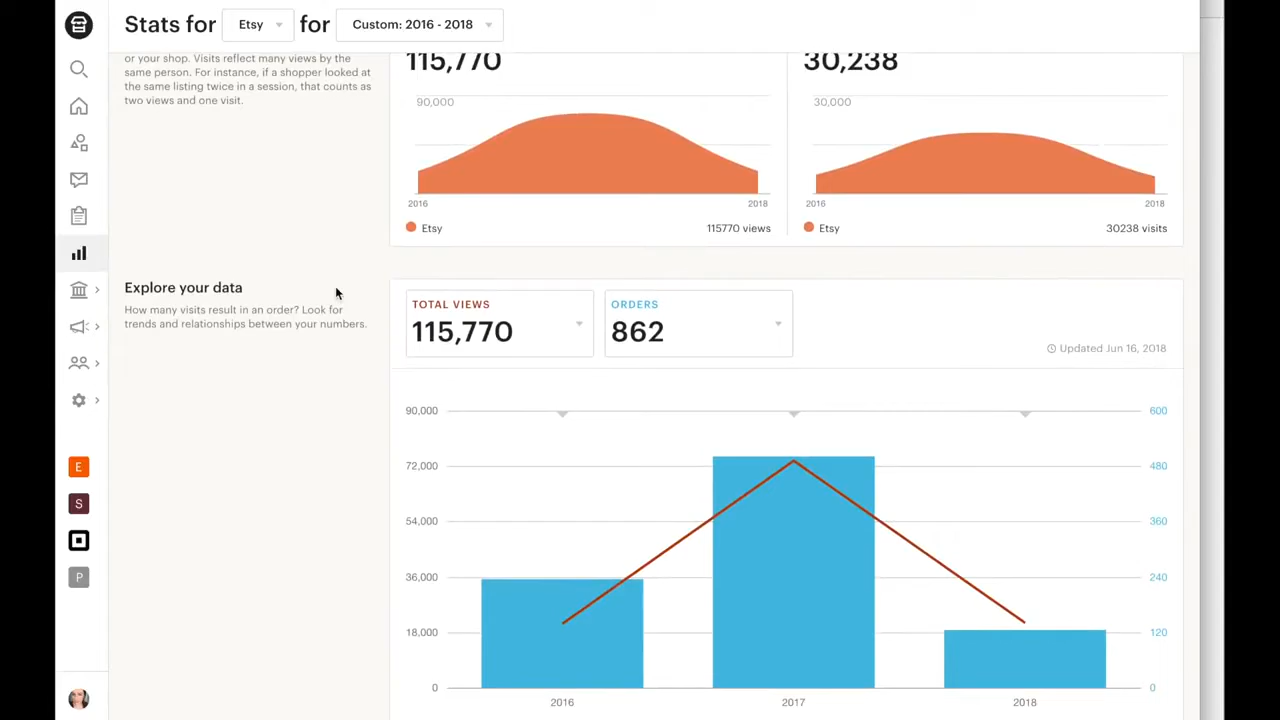 Stats for Etsy for Custom: 2016 - 2018
or your shop. Visits reflect many views by the
same person. For instance, if a shopper looked at
the same listing twice in a session, that counts as
two views and one visit.
115,770
90,000
2016 2018
Etsy 115770 views
30,238
30,000
2016 2018
Etsy 30238 visits
Explore your data
How many visits result in an order? Look for
trends and relationships between your numbers.
TOTAL VIEWS
115,770
ORDERS
862
Updated Jun 16, 2018
90,000 600
72,000 480
54,000 360
36,000 240
18,000 120
0 0
2016 2017 2018
E
S
P